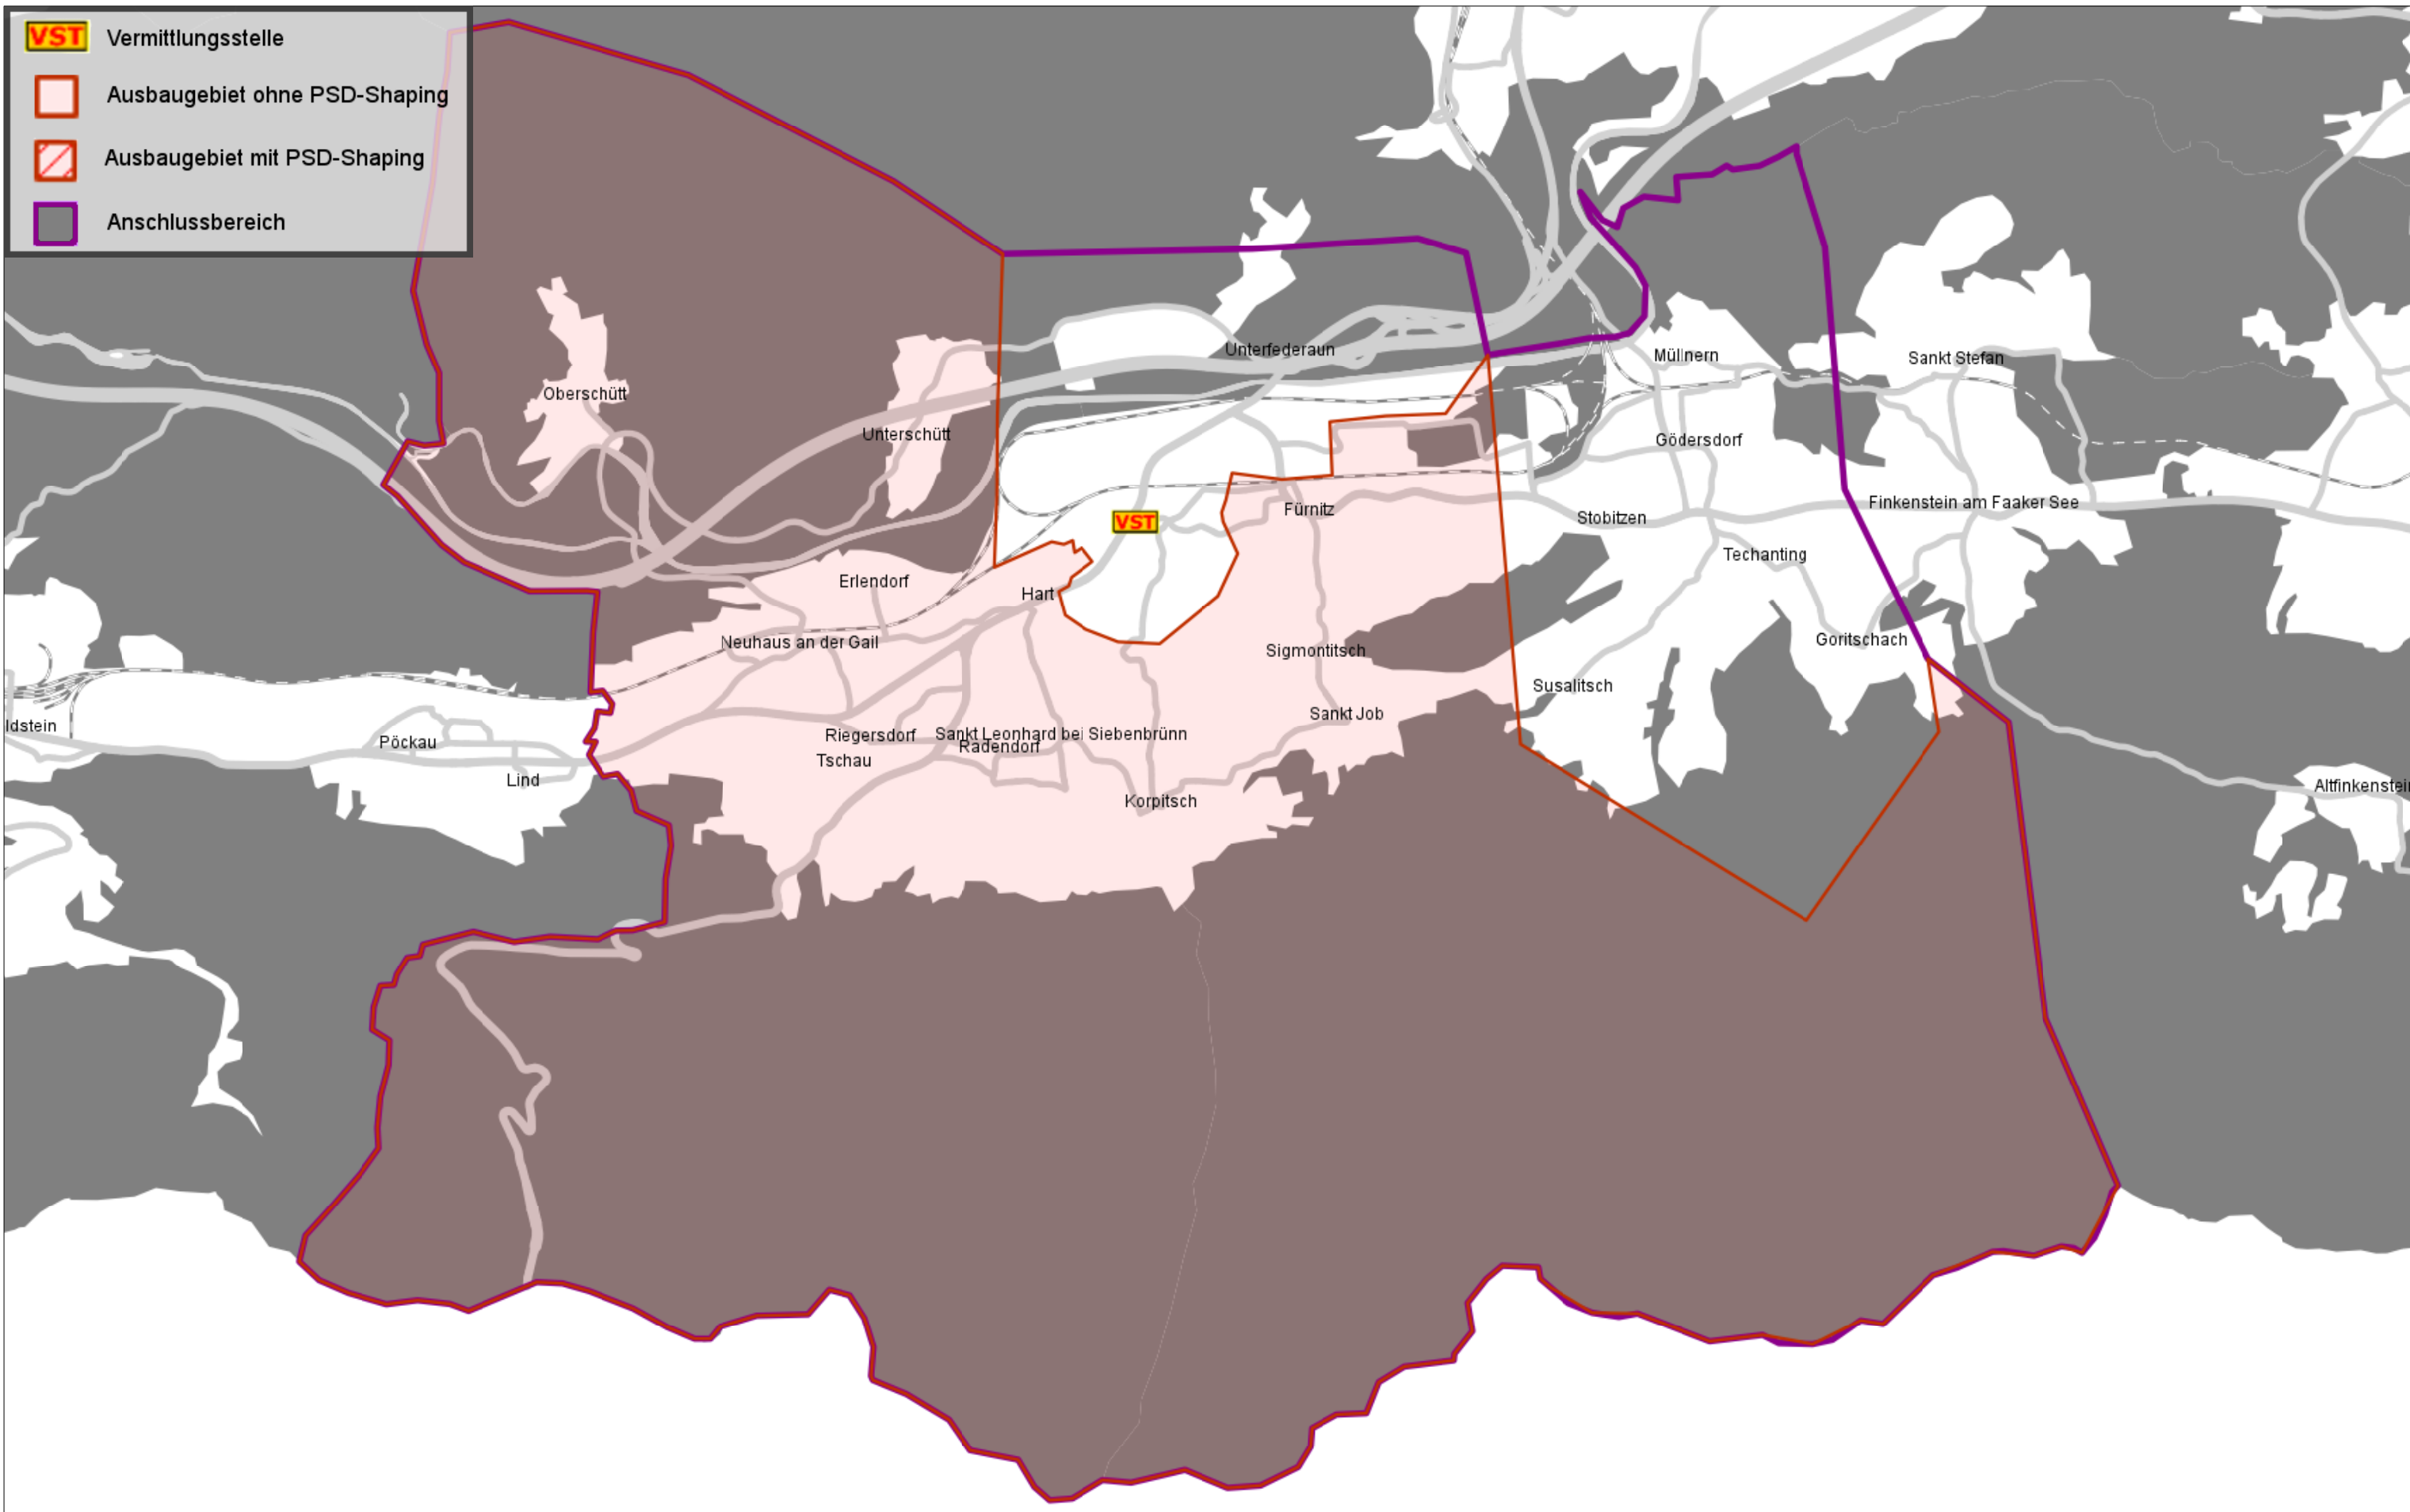 VST Vermittlungsstelle
Ausbaugebiet ohne PSD-Shaping
Ausbaugebiet mit PSD-Shaping
Anschlussbereich
Unterfederaun
Müllnern
Sankt Stefan
Oberschütt
Unterschütt
Gödersdorf
Finkenstein am Faaker See
Fürnitz
Stobitzen
VST
Techanting
Erlendorf
Hart
Neuhaus an der Gail
Goritschach
Sigmontitsch
Susalitsch
Sankt Job
ldstein
Pöckau
Riegersdorf
Sankt Leonhard bei Siebenbrünn
Radendorf
Tschau
Lind
Altfinkenstein
Korpitsch